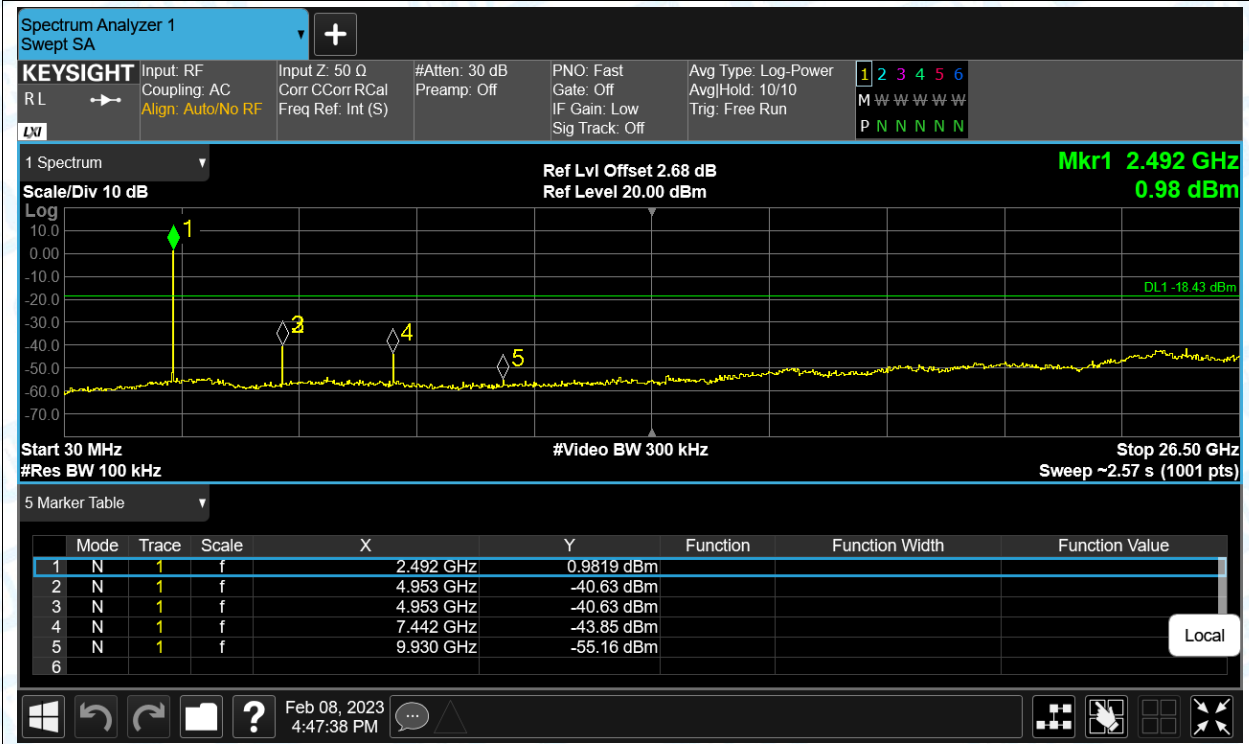 Spectrum Analyzer 1
Swept SA
+
KEYSIGHT
R L
LXI
Input: RF
Coupling: AC
Align: Auto/No RF
Input Z: 50 Ω
Corr CCorr RCal
Freq Ref: Int (S)
#Atten: 30 dB
Preamp: Off
PNO: Fast
Gate: Off
IF Gain: Low
Sig Track: Off
Avg Type: Log-Power
Avg|Hold: 10/10
Trig: Free Run
1 2 3 4 5 6
M W W W W W
P N N N N N
1 Spectrum
Scale/Div 10 dB
Ref Lvl Offset 2.68 dB
Ref Level 20.00 dBm
Mkr1 2.492 GHz
0.98 dBm
Log
10.0
0.00
-10.0
-20.0
-30.0
-40.0
-50.0
-60.0
-70.0
1
3
4
5
DL1 -18.43 dBm
Start 30 MHz
#Res BW 100 kHz
#Video BW 300 kHz
Stop 26.50 GHz
Sweep ~2.57 s (1001 pts)
5 Marker Table
Mode Trace Scale X Y Function Function Width Function Value
1 N 1 f 2.492 GHz 0.9819 dBm
2 N 1 f 4.953 GHz -40.63 dBm
3 N 1 f 4.953 GHz -40.63 dBm
4 N 1 f 7.442 GHz -43.85 dBm
5 N 1 f 9.930 GHz -55.16 dBm
6
Local
?
Feb 08, 2023
4:47:38 PM